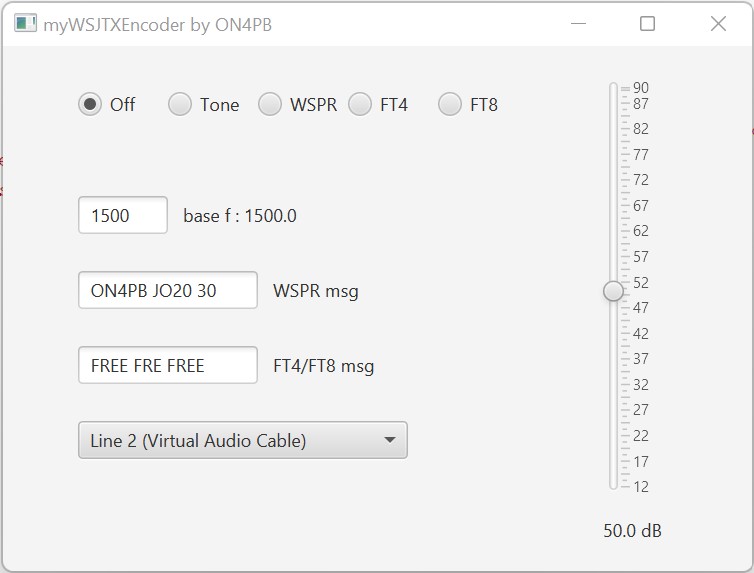 myWSJTXEncoder by ON4PB
Off Tone WSPR FT4 FT8
1500 base f : 1500.0
ON4PB JO20 30 WSPR msg
FREE FRE FREE FT4/FT8 msg
Line 2 (Virtual Audio Cable)
90
87
82
77
72
67
62
57
52
47
42
37
32
27
22
17
12
50.0 dB